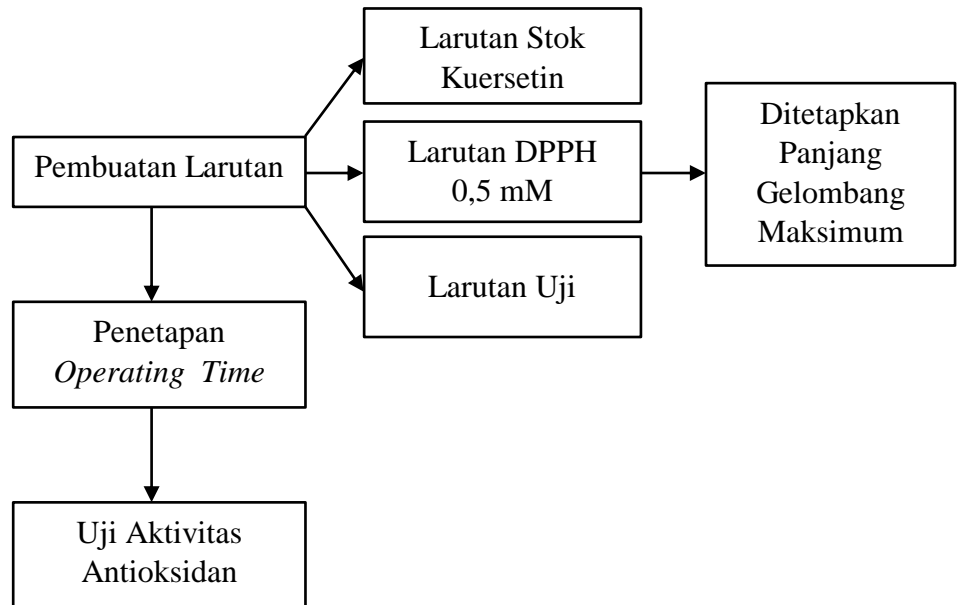 Pembuatan Larutan
Larutan Stok
Kuersetin
Larutan DPPH
0,5 mM
Larutan Uji
Ditetapkan
Panjang
Gelombang
Maksimum
Penetapan
Operating Time
Uji Aktivitas
Antioksidan